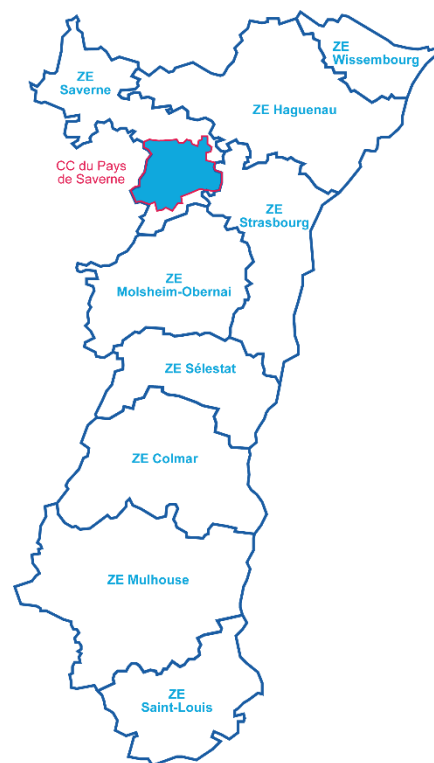 ZE
Wissembourg
ZE
Saverne
ZE Haguenau
CC du Pays
de Saverne
ZE
Strasbourg
ZE
Molsheim-Obernai
ZE Sélestat
ZE Colmar
ZE Mulhouse
ZE
Saint-Louis